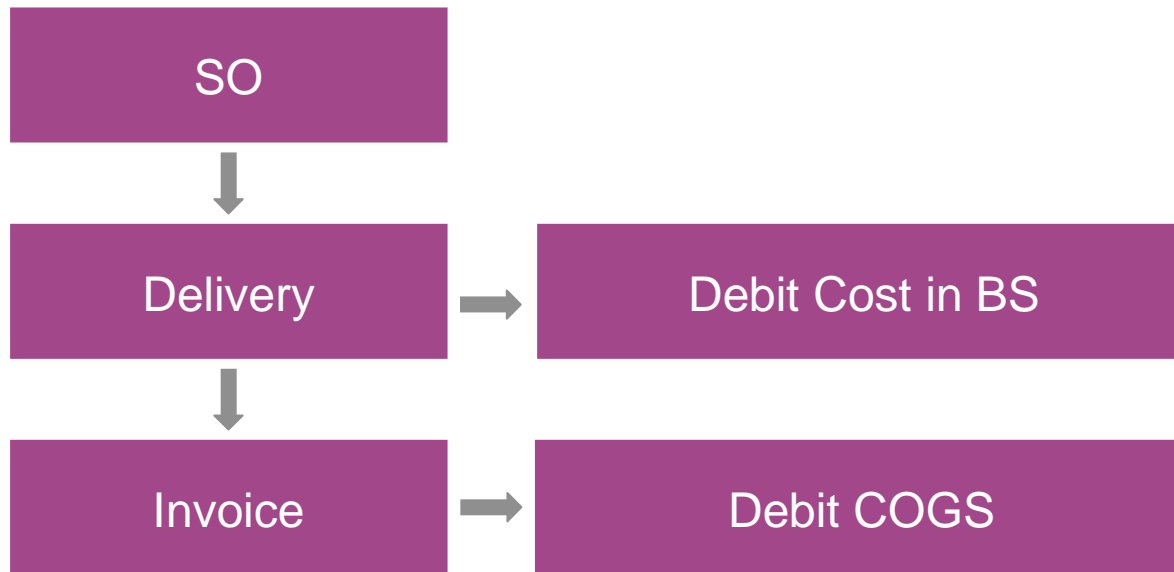 SO
Delivery
Debit Cost in BS
Invoice
Debit COGS